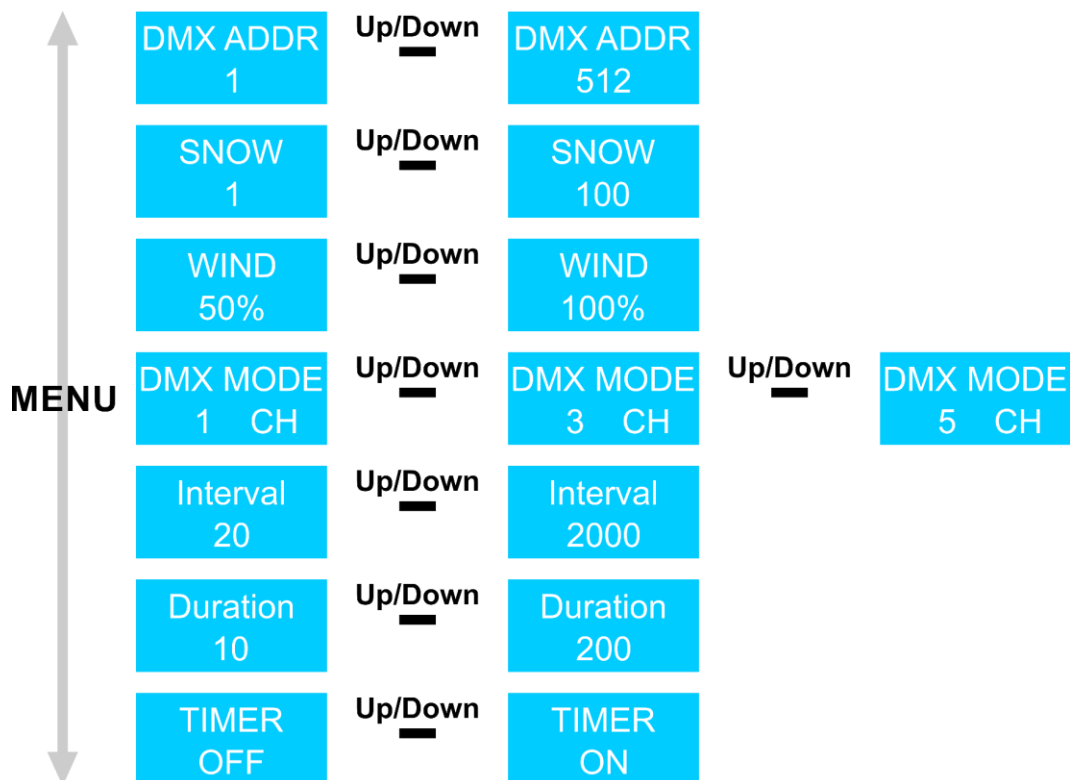 DMX ADDR
1
Up/Down
DMX ADDR
512
SNOW
1
Up/Down
SNOW
100
WIND
50%
Up/Down
WIND
100%
MENU
DMX MODE
1 CH
Up/Down
DMX MODE
3 CH
Up/Down
DMX MODE
5 CH
Interval
20
Up/Down
Interval
2000
Duration
10
Up/Down
Duration
200
TIMER
OFF
Up/Down
TIMER
ON